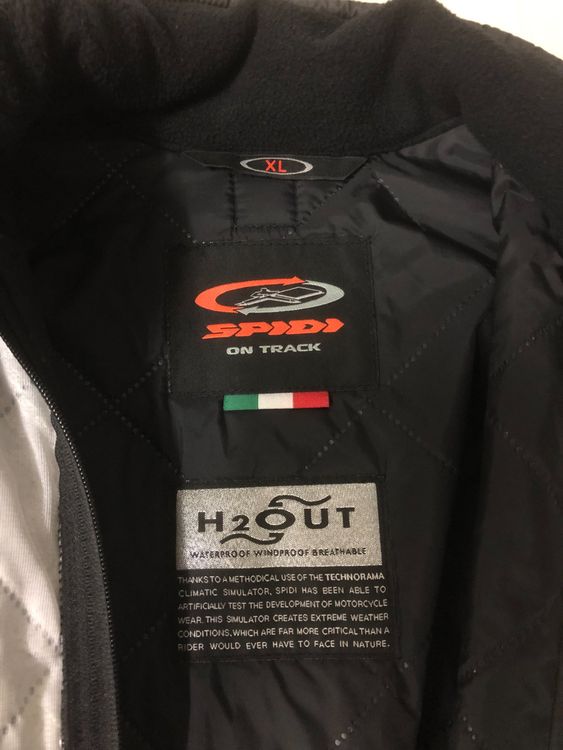 XL
SPIDI
ON TRACK
H2OUT
WATERPROOF WINDPROOF BREATHABLE
THANKS TO A METHODICAL USE OF THE TECHNORAMA
CLIMATIC SIMULATOR, SPIDI HAS BEEN ABLE TO
ARTIFICIALLY TEST THE DEVELOPMENT OF MOTORCYCLE
WEAR. THIS SIMULATOR CREATES EXTREME WEATHER
CONDITIONS, WHICH ARE FAR MORE CRITICAL THAN A
RIDER WOULD EVER HAVE TO FACE IN NATURE.